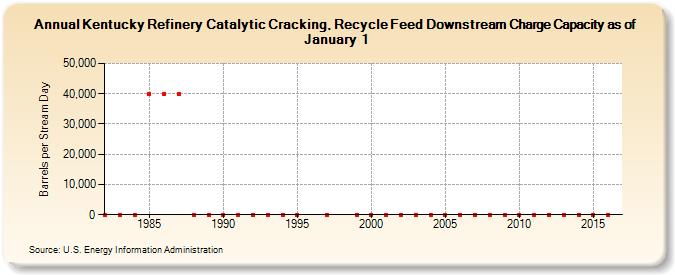 Annual Kentucky Refinery Catalytic Cracking, Recycle Feed Downstream Charge Capacity as of
January 1
Barrels per Stream Day
50,000
40,000
30,000
20,000
10,000
0
1985 1990 1995 2000 2005 2010 2015
Source: U.S. Energy Information Administration